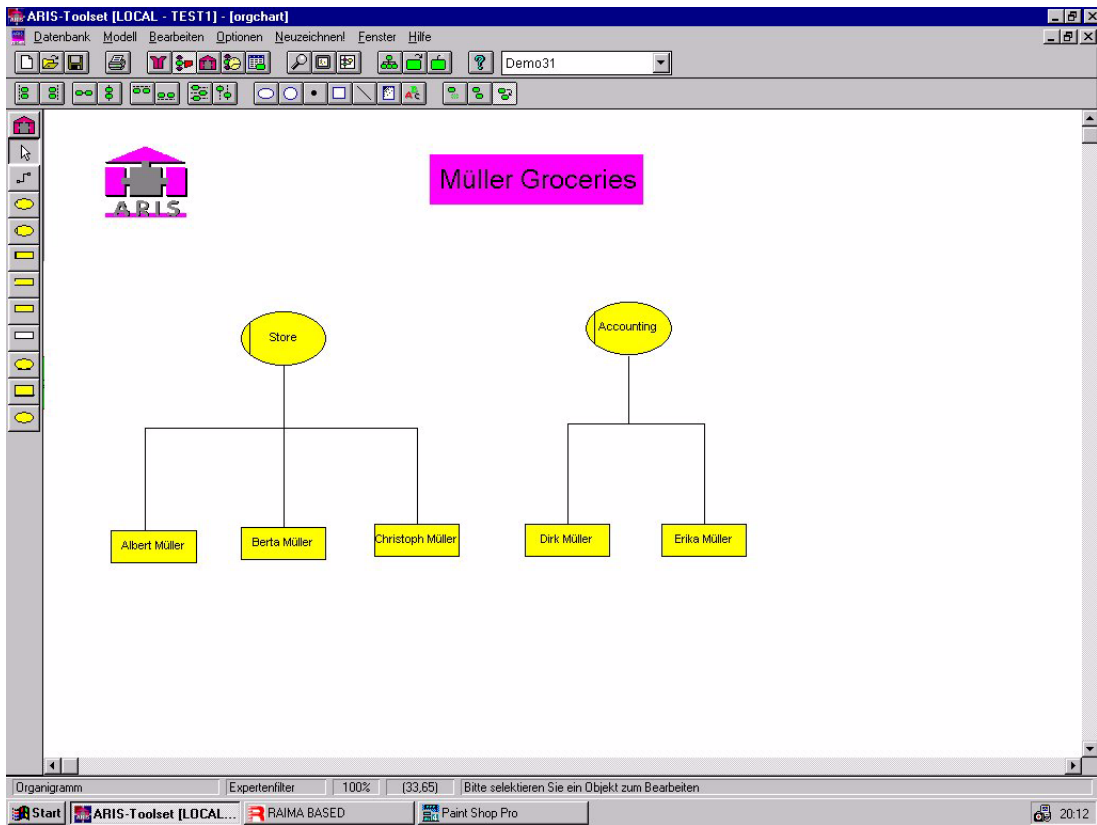 ARIS-Toolset [LOCAL - TEST1] - [orgchart]
Datenbank Modell Bearbeiten Optionen Neuzeichnen! Fenster Hilfe
Demo31
ARIS
Müller Groceries
Store
Accounting
Albert Müller
Berta Müller
Christoph Müller
Dirk Müller
Erika Müller
Organigramm
Expertenfilter
100%
(33,65)
Bitte selektieren Sie ein Objekt zum Bearbeiten
Start
ARIS-Toolset [LOCAL...
RAIMA BASED
Paint Shop Pro
20:12